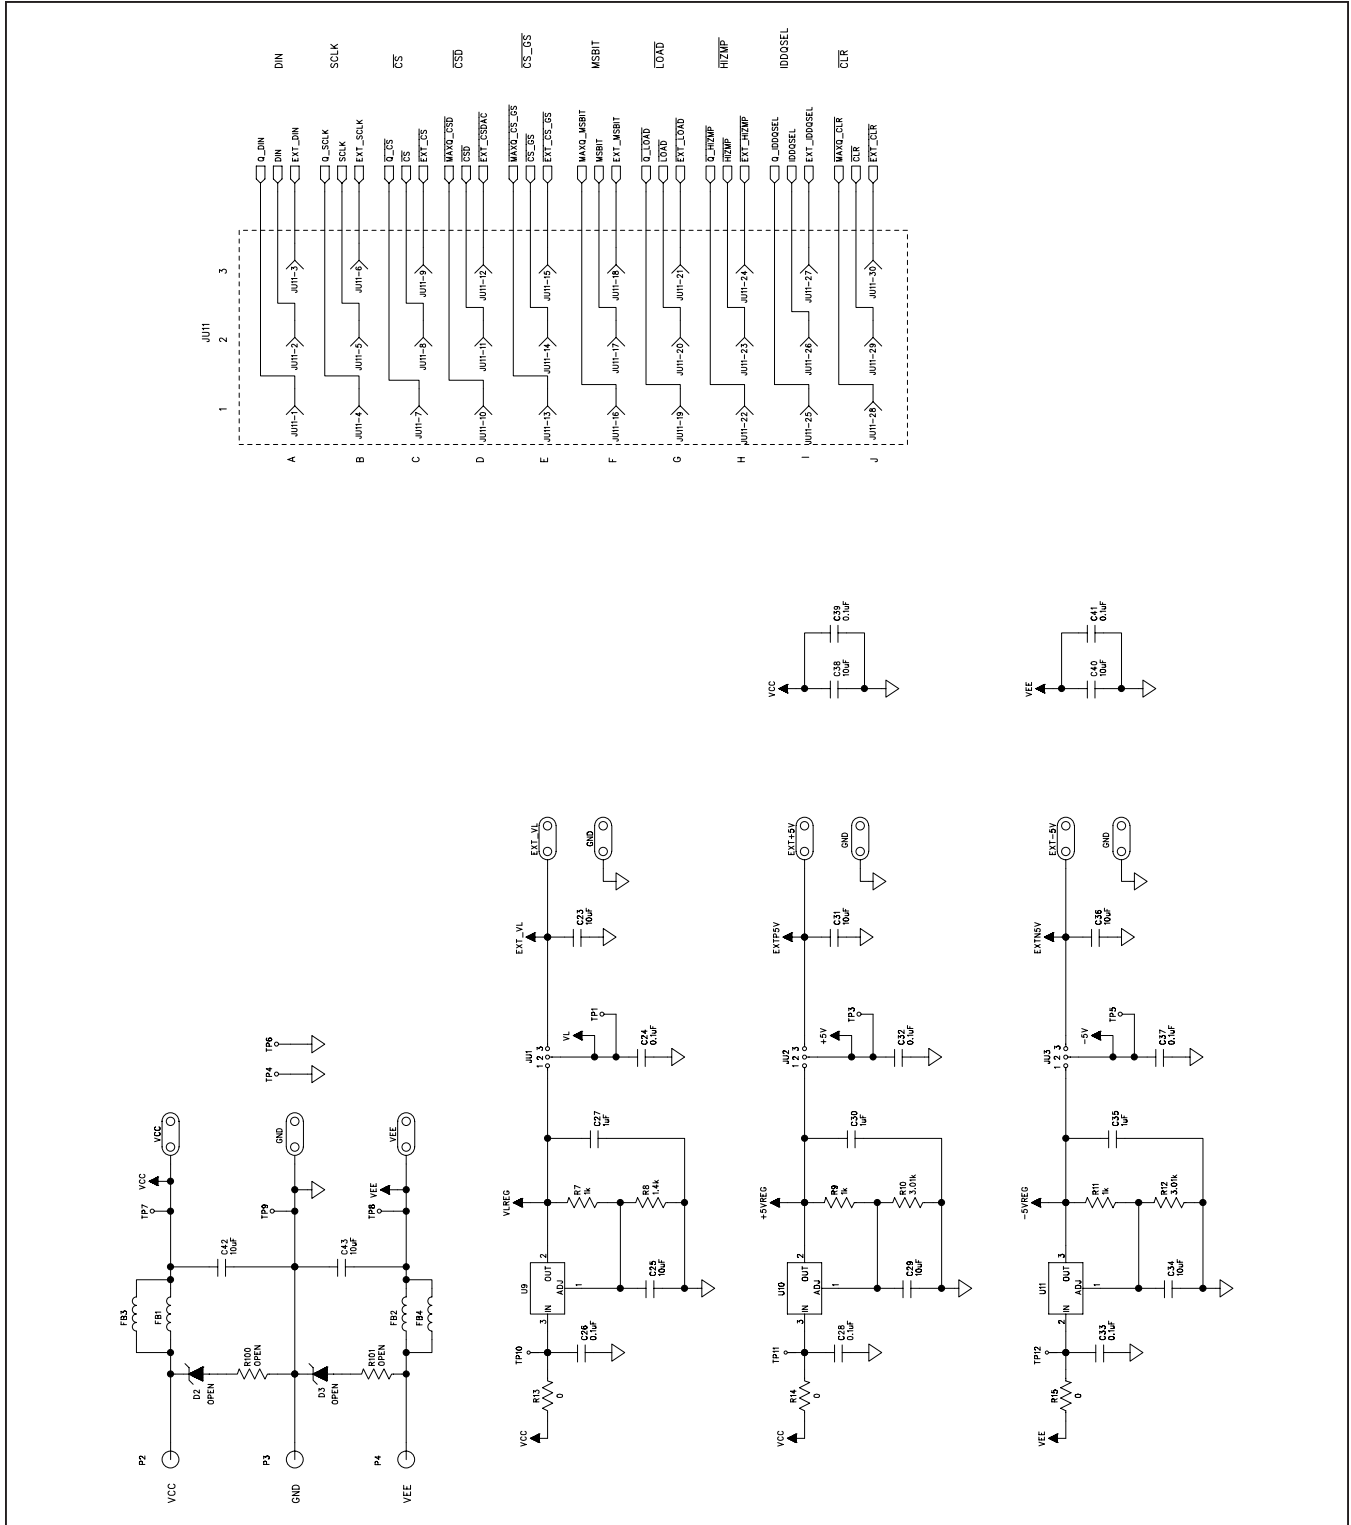 DIN
SCLK
CS
CSD
CS_GS
MSBIT
LOAD
HIZMP
IDDQSEL
CLR
Q_DIN
DIN
EXT_DIN
Q_SCLK
SCLK
EXT_SCLK
Q_CS
CS
EXT_CS
MAXQ_CSD
CSD
EXT_CSDAC
MAXQ_CS_GS
CS_GS
EXT_CS_GS
MAXQ_MSBIT
MSBIT
EXT_MSBIT
Q_LOAD
LOAD
EXT_LOAD
Q_HIZMP
HIZMP
EXT_HIZMP
Q_IDDQSEL
IDDQSEL
EXT_IDDQSEL
MAXQ_CLR
CLR
EXT_CLR
JU11
3
JU11-3
JU11-6
JU11-9
JU11-12
JU11-15
JU11-18
JU11-21
JU11-24
JU11-27
JU11-30
2
JU11-2
JU11-5
JU11-8
JU11-11
JU11-14
JU11-17
JU11-20
JU11-23
JU11-26
JU11-29
1
JU11-1
JU11-4
JU11-7
JU11-10
JU11-13
JU11-16
JU11-19
JU11-22
JU11-25
JU11-28
A
B
C
D
E
F
G
H
I
J
VCC
C38
10uF
C39
0.1uF
VEE
C40
10uF
C41
0.1uF
P2
VCC
P3
GND
P4
VEE
D2
OPEN
R100
OPEN
D3
OPEN
R101
OPEN
FB3
FB1
FB2
FB4
C42
10uF
C43
10uF
TP7
VCC
VCC
TP9
GND
TP8
VEE
VEE
TP4
TP6
VCC
R13
0
TP10
C26
0.1uF
U9
IN
OUT
ADJ
3
2
1
C25
10uF
VLREG
R7
1k
R8
1.4k
C27
1uF
JU1
1 2 3
VL
TP1
C24
0.1uF
EXT_VL
C23
10uF
EXT_VL
GND
VCC
R14
0
TP11
C28
0.1uF
U10
IN
OUT
ADJ
3
2
1
C29
10uF
+5VREG
R9
1k
R10
3.01k
C30
1uF
JU2
1 2 3
+5V
TP3
C32
0.1uF
EXTP5V
C31
10uF
EXT+5V
GND
VEE
R15
0
TP12
C33
0.1uF
U11
IN
OUT
ADJ
2
3
1
C34
10uF
-5VREG
R11
1k
R12
3.01k
C35
1uF
JU3
1 2 3
-5V
TP5
C37
0.1uF
EXTN5V
C36
10uF
EXT-5V
GND